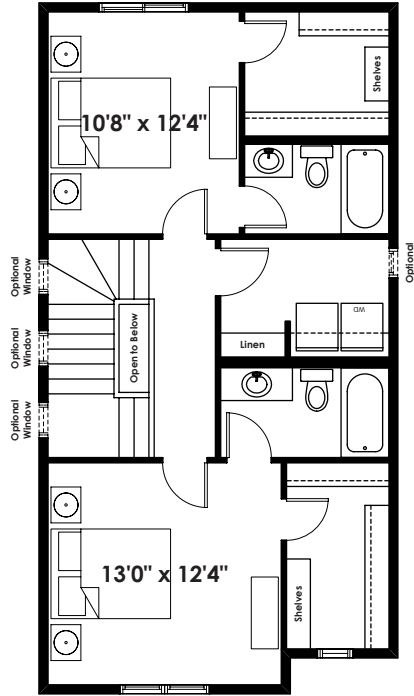 Shelves
10'8" x 12'4"
Optional
Window
Optional
WD
Open to Below
Optional
Window
Linen
Optional
Window
13'0" x 12'4"
Shelves